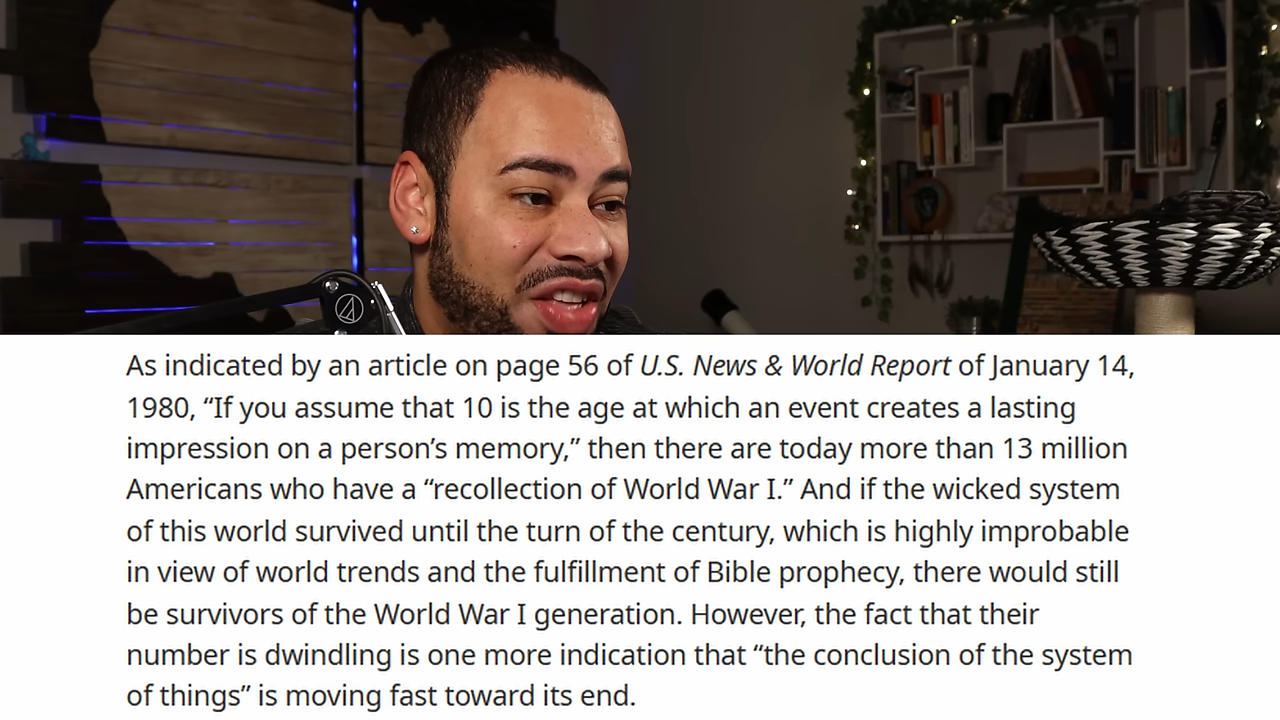 As indicated by an article on page 56 of U.S. News & World Report of January 14,
1980, “If you assume that 10 is the age at which an event creates a lasting
impression on a person’s memory,” then there are today more than 13 million
Americans who have a “recollection of World War I.” And if the wicked system
of this world survived until the turn of the century, which is highly improbable
in view of world trends and the fulfillment of Bible prophecy, there would still
be survivors of the World War I generation. However, the fact that their
number is dwindling is one more indication that “the conclusion of the system
of things” is moving fast toward its end.